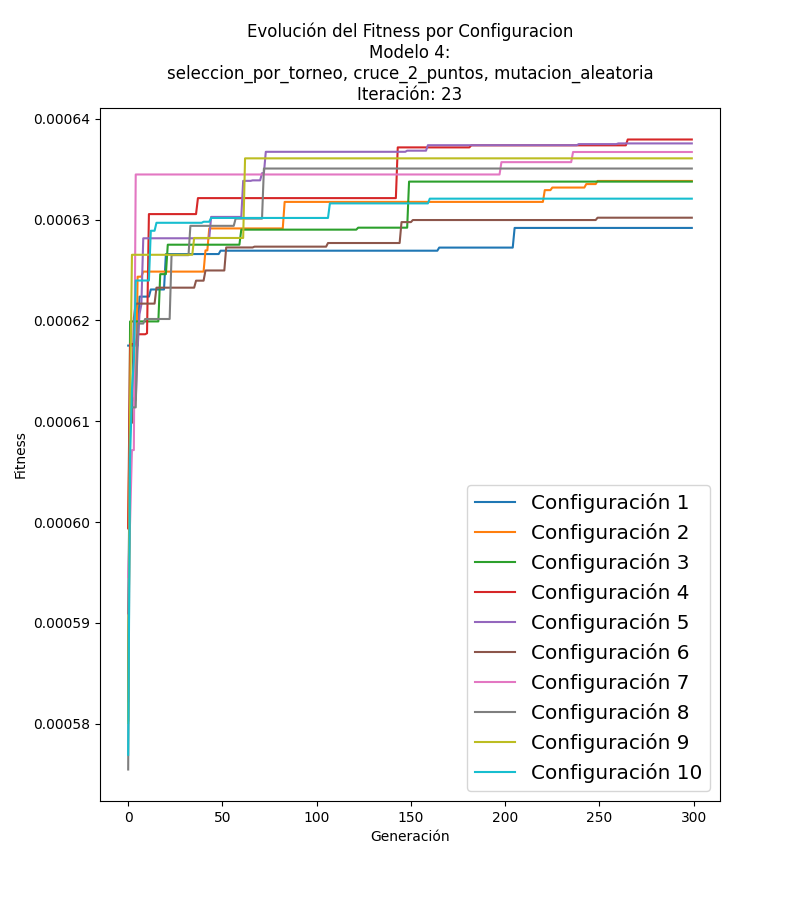 Evolución del Fitness por Configuracion
Modelo 4:
seleccion_por_torneo, cruce_2_puntos, mutacion_aleatoria
Iteración: 23
0.00064
0.00063
0.00062
0.00061
0.00060
0.00059
0.00058
Fitness
0
50
100
150
200
250
300
Generación
Configuración 1
Configuración 2
Configuración 3
Configuración 4
Configuración 5
Configuración 6
Configuración 7
Configuración 8
Configuración 9
Configuración 10